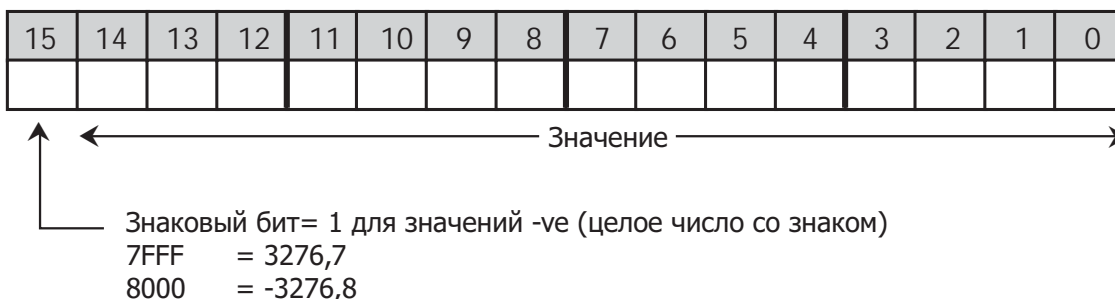 15 14 13 12 11 10 9 8 7 6 5 4 3 2 1 0
Значение
Знаковый бит= 1 для значений -ve (целое число со знаком)
7FFF = 3276,7
8000 = -3276,8